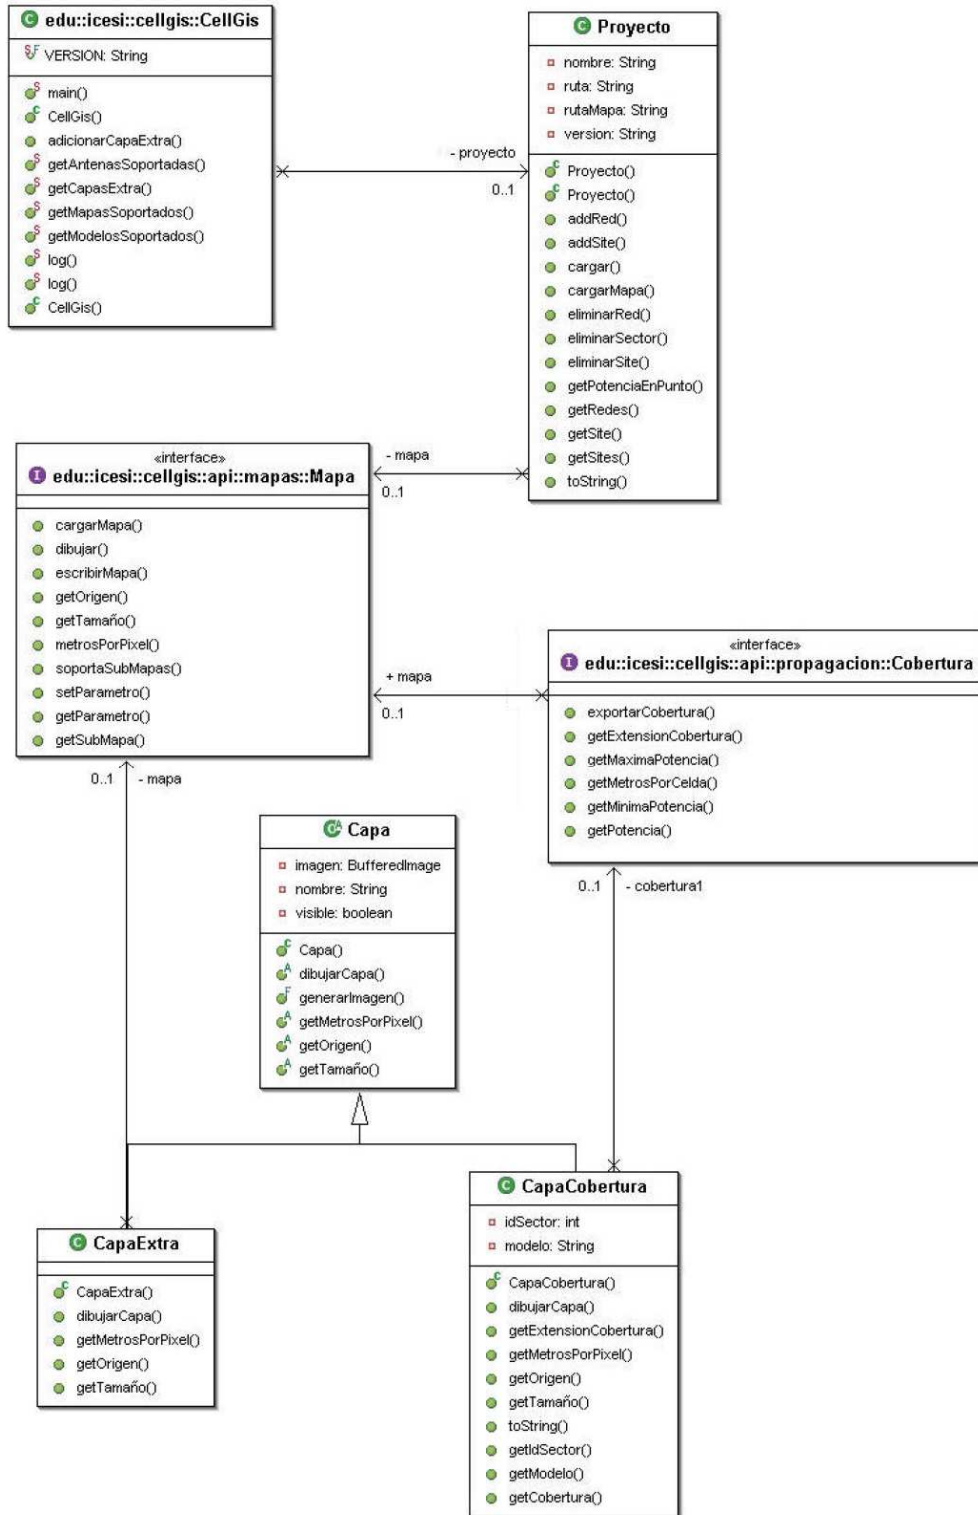 edu::icesi::cellgis::CellGis
VERSION: String
main()
CellGis()
adicionarCapaExtra()
getAntenasSoportadas()
getCapasExtra()
getMapasSoportados()
getModelosSoportados()
log()
log()
CellGis()
- proyecto
0..1
Proyecto
nombre: String
ruta: String
rutaMapa: String
version: String
Proyecto()
Proyecto()
addRed()
addSite()
cargar()
cargarMapa()
eliminarRed()
eliminarSector()
eliminarSite()
getPotenciaEnPunto()
getRedes()
getSite()
getSites()
toString()
«interface»
edu::icesi::cellgis::api::mapas::Mapa
cargarMapa()
dibujar()
escribirMapa()
getOrigen()
getTamaño()
metrosPorPixel()
soportaSubMapas()
setParametro()
getParametro()
getSubMapa()
- mapa
0..1
+ mapa
0..1
«interface»
edu::icesi::cellgis::api::propagacion::Cobertura
exportarCobertura()
getExtensionCobertura()
getMaximaPotencia()
getMetrosPorCelda()
getMinimaPotencia()
getPotencia()
0..1 - mapa
0..1 - cobertura1
Capa
imagen: BufferedImage
nombre: String
visible: boolean
Capa()
dibujarCapa()
generarImagen()
getMetrosPorPixel()
getOrigen()
getTamaño()
CapaExtra
CapaExtra()
dibujarCapa()
getMetrosPorPixel()
getOrigen()
getTamaño()
CapaCobertura
idSector: int
modelo: String
CapaCobertura()
dibujarCapa()
getExtensionCobertura()
getMetrosPorPixel()
getOrigen()
getTamaño()
toString()
getIdSector()
getModelo()
getCobertura()